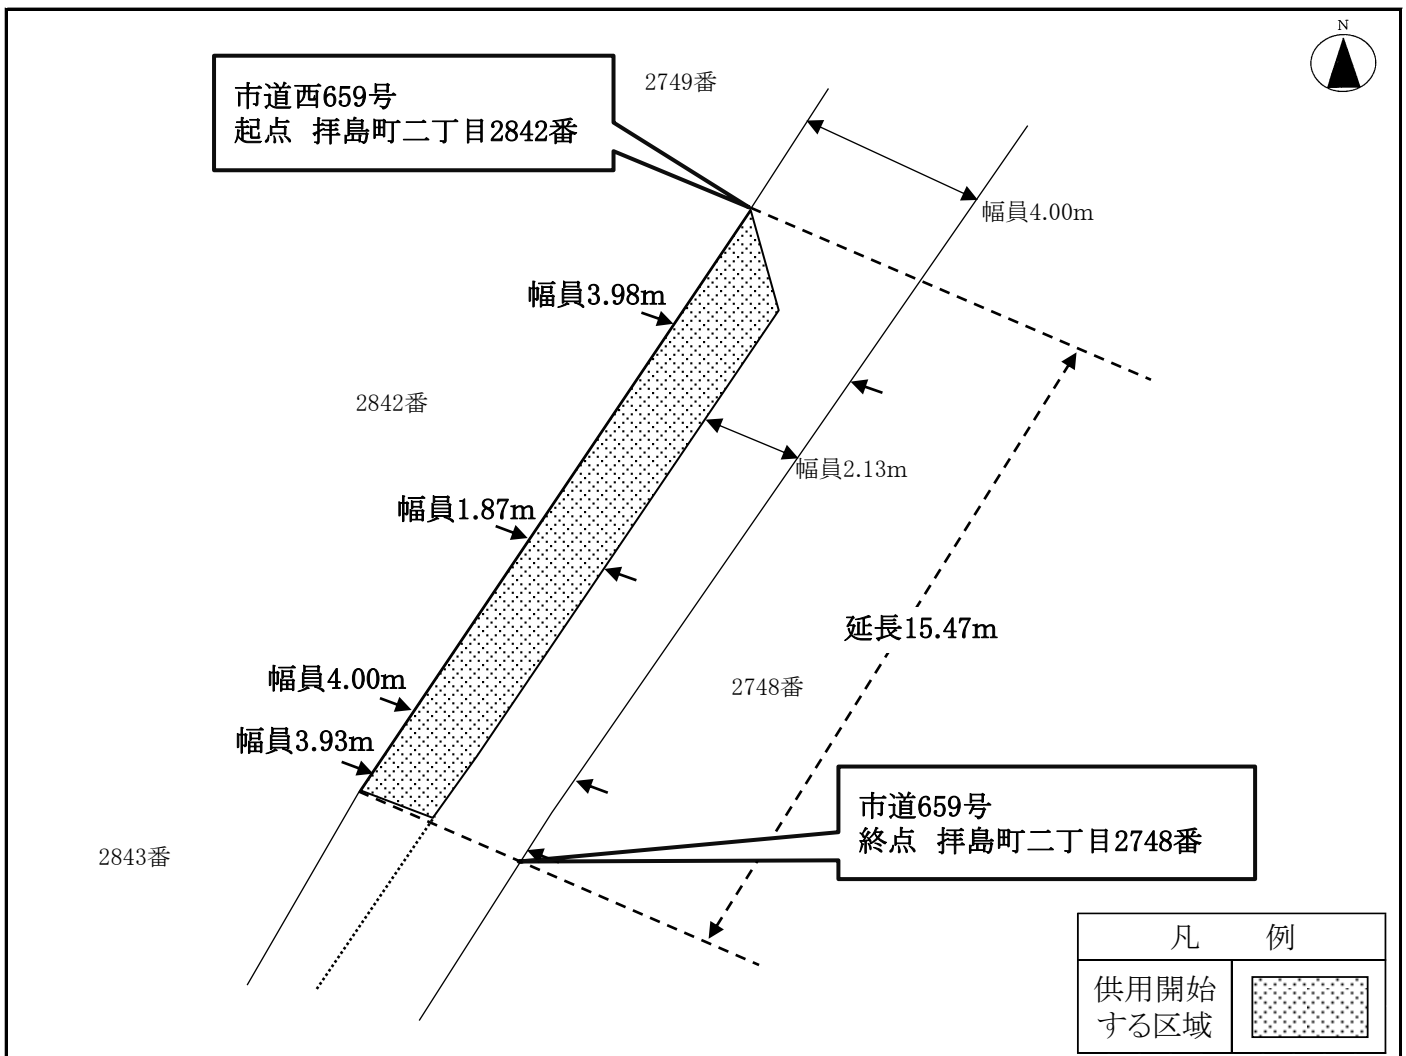 N
2749番
市道西659号
起点 拝島町二丁目2842番
幅員4.00m
幅員3.98m
2842番
幅員2.13m
幅員1.87m
延長15.47m
幅員4.00m
2748番
幅員3.93m
市道659号
終点 拝島町二丁目2748番
2843番
凡 例
供用開始
する区域